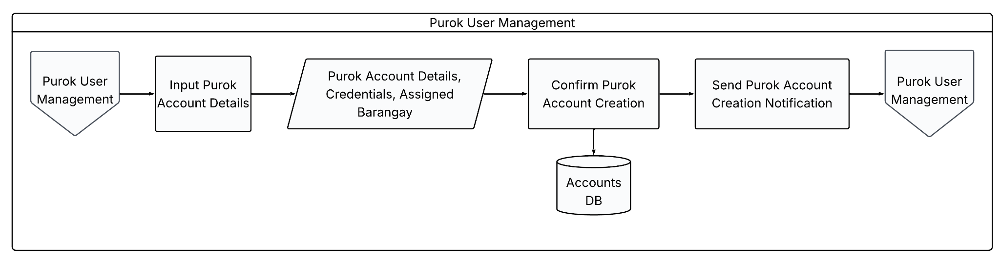 Purok User Management
Purok User
Management
Input Purok
Account Details
Purok Account Details,
Credentials, Assigned
Barangay
Confirm Purok
Account Creation
Send Purok Account
Creation Notification
Purok User
Management
Accounts
DB